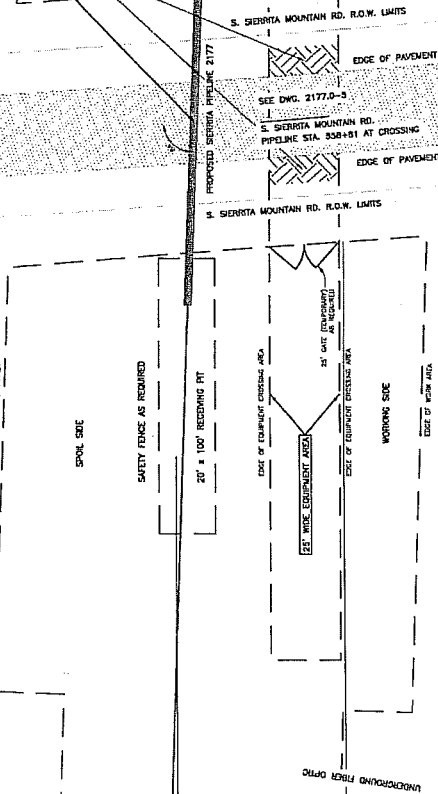 S. SIERRITA MOUNTAIN RD. R.O.W. LIMITS
EDGE OF PAVEMENT
SEE DWG. 2177.0-5
S. SIERRITA MOUNTAIN RD.
PIPELINE STA. 358+81 AT CROSSING
EDGE OF PAVEMENT
S. SIERRITA MOUNTAIN RD. R.O.W. LIMITS
PROPOSED SIERRITA PIPELINE 2177
SPOIL SIDE
SAFETY FENCE AS REQUIRED
20' x 100' RECEIVING PIT
EDGE OF EQUIPMENT CROSSING AREA
25' GATE (TEMPORARY)
AS REQUIRED
25' WIDE EQUIPMENT AREA
EDGE OF EQUIPMENT CROSSING AREA
WORKING SIDE
EDGE OF WORK AREA
UNDERGROUND FIBER OPTIC